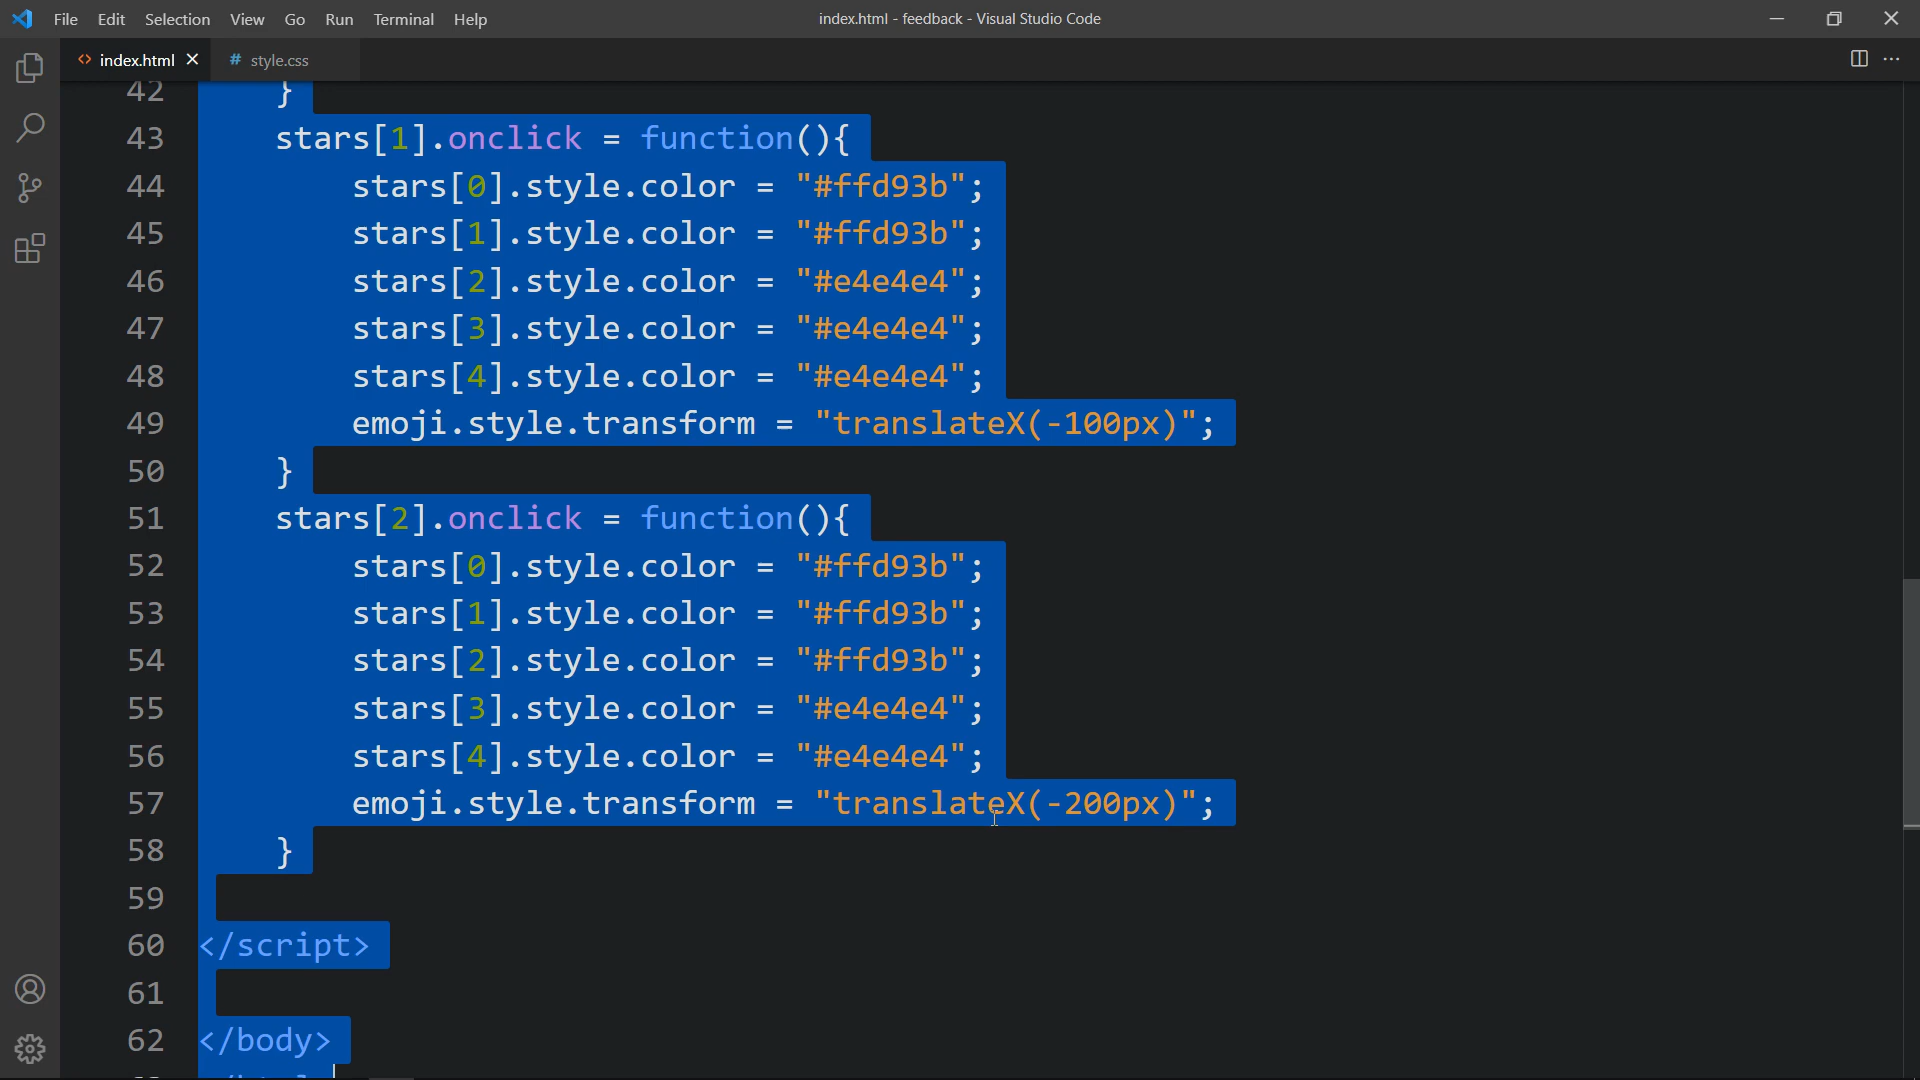 File Edit Selection View Go Run Terminal Help
index.html - feedback - Visual Studio Code
index.html
# style.css
42 }
43 stars[1].onclick = function(){
44 stars[0].style.color = "#ffd93b";
45 stars[1].style.color = "#ffd93b";
46 stars[2].style.color = "#e4e4e4";
47 stars[3].style.color = "#e4e4e4";
48 stars[4].style.color = "#e4e4e4";
49 emoji.style.transform = "translateX(-100px)";
50 }
51 stars[2].onclick = function(){
52 stars[0].style.color = "#ffd93b";
53 stars[1].style.color = "#ffd93b";
54 stars[2].style.color = "#ffd93b";
55 stars[3].style.color = "#e4e4e4";
56 stars[4].style.color = "#e4e4e4";
57 emoji.style.transform = "translateX(-200px)";
58 }
59
60 </script>
61
62 </body>